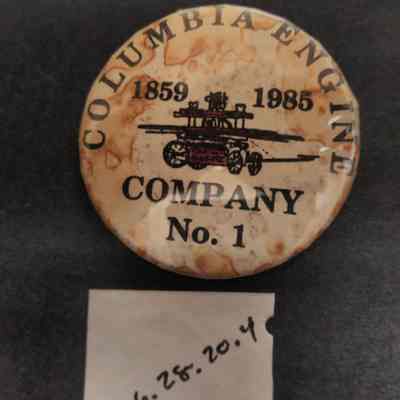 COLUMBIA ENGINE
1859 1985
COMPANY
No. 1
28.20.4